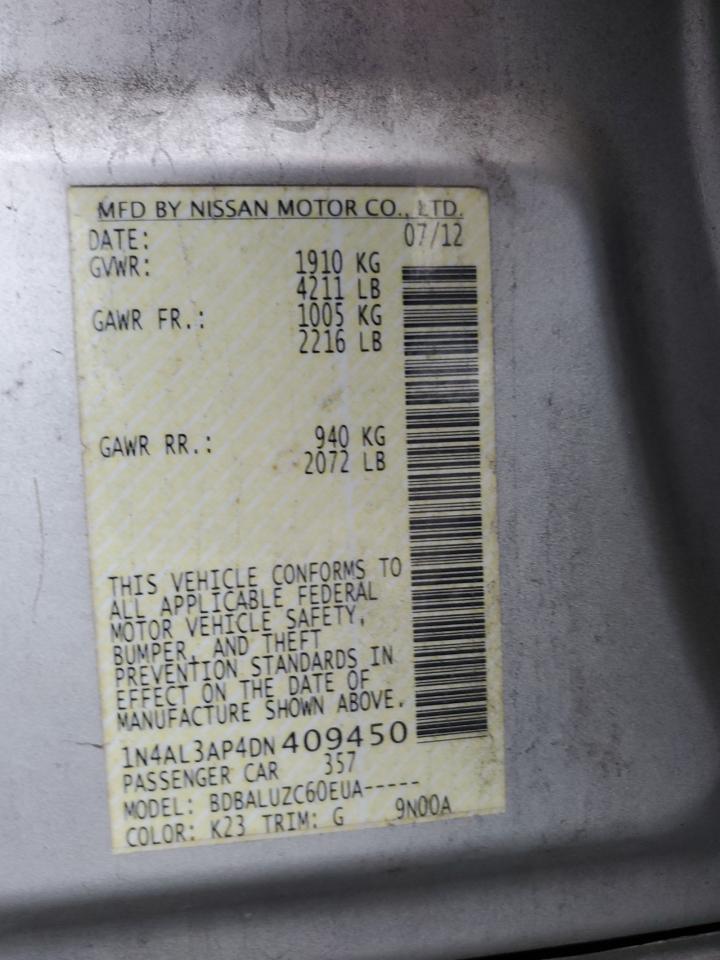 MFD BY NISSAN MOTOR CO., LTD.
DATE: 07/12
GVWR: 1910 KG
4211 LB
GAWR FR.: 1005 KG
2216 LB
GAWR RR.: 940 KG
2072 LB
THIS VEHICLE CONFORMS TO
ALL APPLICABLE FEDERAL
MOTOR VEHICLE SAFETY,
BUMPER, AND THEFT
PREVENTION STANDARDS IN
EFFECT ON THE DATE OF
MANUFACTURE SHOWN ABOVE.
1N4AL3AP4DN 409450
PASSENGER CAR 357
MODEL: BDBALUZC60EUA-----
COLOR: K23 TRIM: G 9N00A